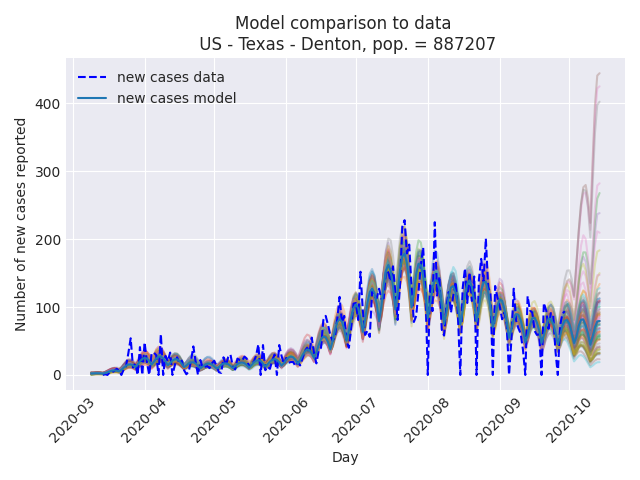 Model comparison to data
US - Texas - Denton, pop. = 887207
new cases data
new cases model
Number of new cases reported
400
300
200
100
0
2020-03
2020-04
2020-05
2020-06
2020-07
2020-08
2020-09
2020-10
Day